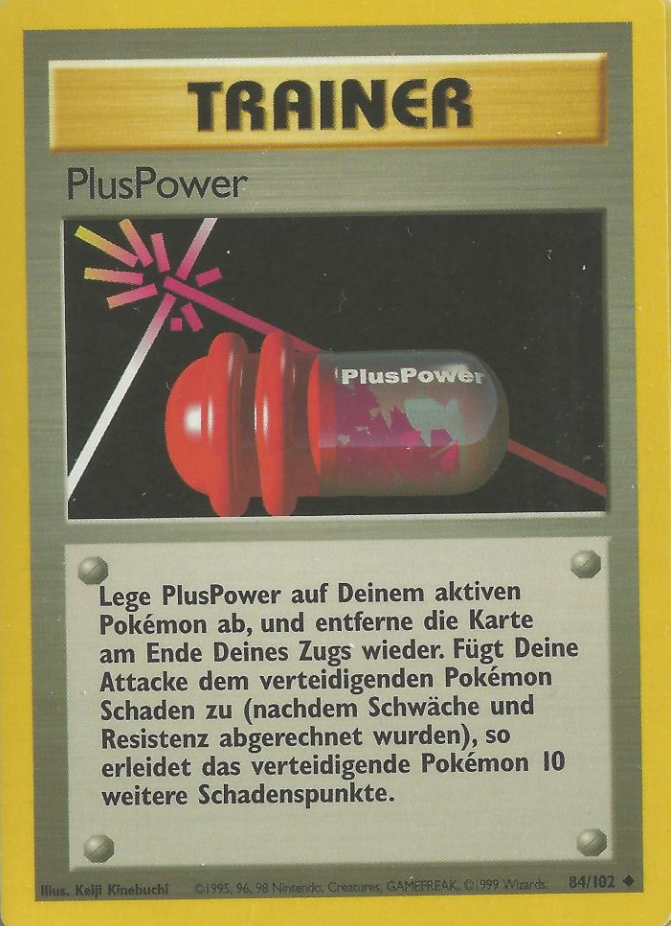 TRAINER
PlusPower
PlusPower
Lege PlusPower auf Deinem aktiven
Pokémon ab, und entferne die Karte
am Ende Deines Zugs wieder. Fügt Deine
Attacke dem verteidigenden Pokémon
Schaden zu (nachdem Schwäche und
Resistenz abgerechnet wurden), so
erleidet das verteidigende Pokémon 10
weitere Schadenspunkte.
Illus. Keiji Kinebuchi ©1995, 96, 98 Nintendo, Creatures, GAMEFREAK. ©1999 Wizards. 84/102 ◆